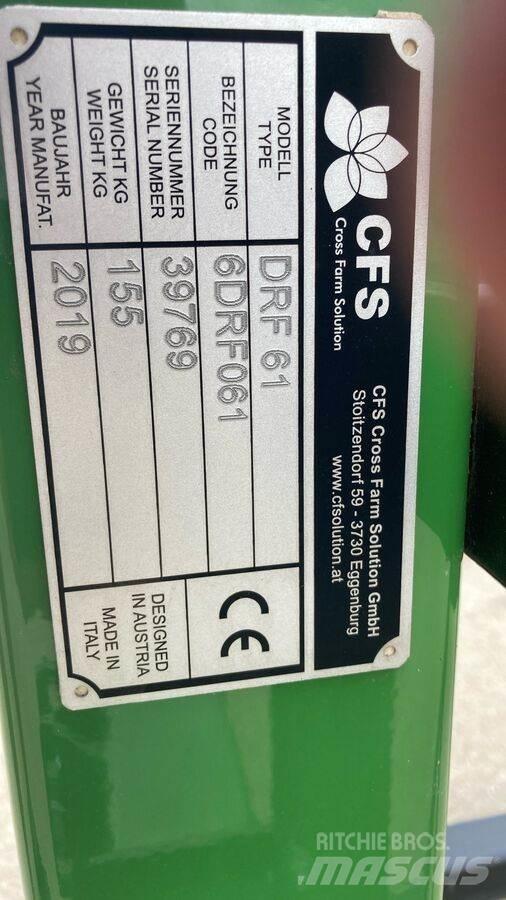 CFS
Cross Farm Solution
CFS Cross Farm Solution GmbH
Stoitzendorf 59 - 3730 Eggenburg
www.cfsolution.at
MODELL
TYPE
DRF 61
BEZEICHNUNG
CODE
6DRF061
SERIENNUMMER
SERIAL NUMBER
39769
GEWICHT KG
WEIGHT KG
155
BAUJAHR
YEAR MANUFAT.
2019
CE
DESIGNED
IN AUSTRIA
MADE IN
ITALY
RITCHIE BROS.
MASCUS